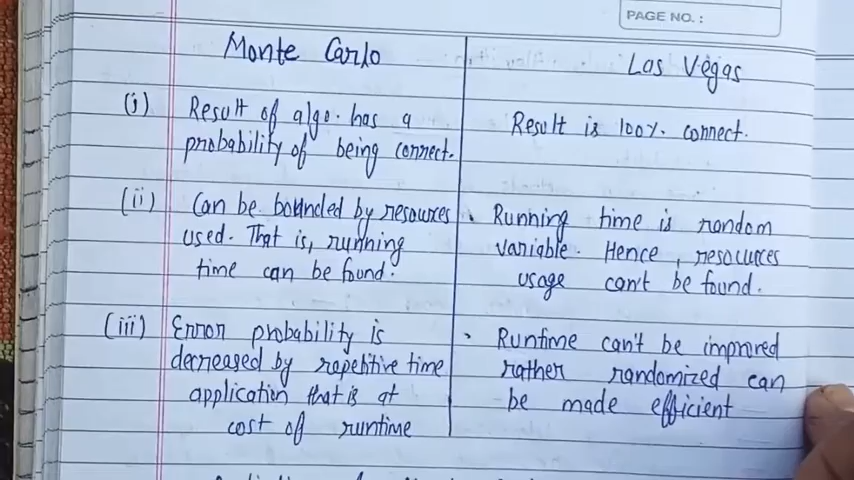 PAGE NO. :
Monte Carlo
Las Vegas
(i) Result of algo. has a
probability of being correct.
Result is 100%. correct.
(ii) Can be bounded by resources
used. That is, running
time can be found.
Running time is random
variable. Hence, resources
usage can't be found.
(iii) Error probability is
decreased by repetitive time
application that is at
cost of runtime
Runtime can't be improved
rather randomized can
be made efficient